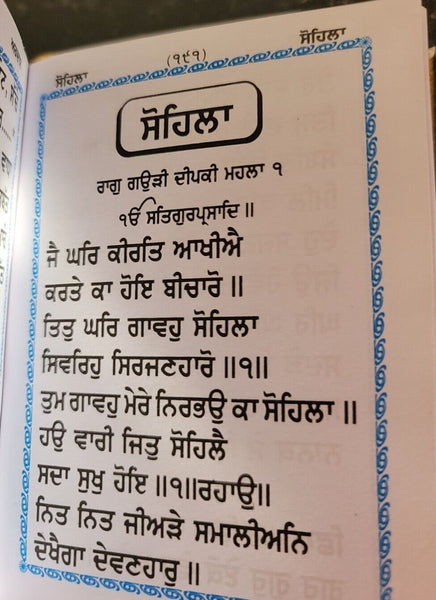 ਸੋਹਿਲਾ (੧੯੧) ਸੋਹਿਲਾ
ਸੋਹਿਲਾ
ਰਾਗੁ ਗਉੜੀ ਦੀਪਕੀ ਮਹਲਾ ੧
ੴ ਸਤਿਗੁਰਪ੍ਰਸਾਦਿ ॥
ਜੈ ਘਰਿ ਕੀਰਤਿ ਆਖੀਐ
ਕਰਤੇ ਕਾ ਹੋਇ ਬੀਚਾਰੋ ॥
ਤਿਤੁ ਘਰਿ ਗਾਵਹੁ ਸੋਹਿਲਾ
ਸਿਵਰਿਹੁ ਸਿਰਜਣਹਾਰੋ ॥੧॥
ਤੁਮ ਗਾਵਹੁ ਮੇਰੇ ਨਿਰਭਉ ਕਾ ਸੋਹਿਲਾ ॥
ਹਉ ਵਾਰੀ ਜਿਤੁ ਸੋਹਿਲੈ
ਸਦਾ ਸੁਖੁ ਹੋਇ ॥੧॥ਰਹਾਉ॥
ਨਿਤ ਨਿਤ ਜੀਅੜੇ ਸਮਾਲੀਅਨਿ
ਦੇਖੈਗਾ ਦੇਵਣਹਾਰੁ ॥